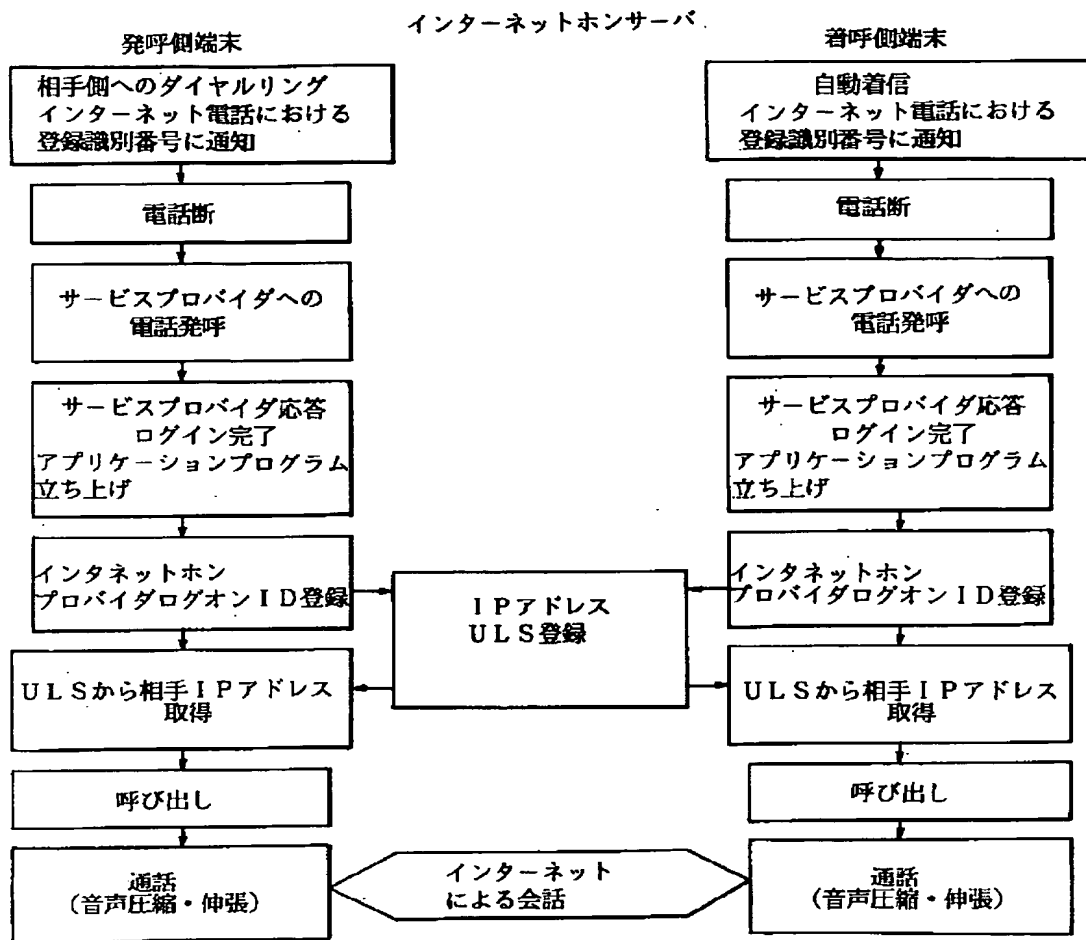 インターネットホンサーバ
発呼側端末
相手側へのダイヤルリング
インターネット電話における
登録識別番号に通知
電話断
サービスプロバイダへの
電話発呼
サービスプロバイダ応答
ログイン完了
アプリケーションプログラム
立ち上げ
インタネットホン
プロバイダログオンID登録
ULSから相手IPアドレス
取得
呼び出し
通話
(音声圧縮・伸張)
IPアドレス
ULS登録
インターネット
による会話
着呼側端末
自動着信
インターネット電話における
登録識別番号に通知
電話断
サービスプロバイダへの
電話発呼
サービスプロバイダ応答
ログイン完了
アプリケーションプログラム
立ち上げ
インタネットホン
プロバイダログオンID登録
ULSから相手IPアドレス
取得
呼び出し
通話
(音声圧縮・伸張)